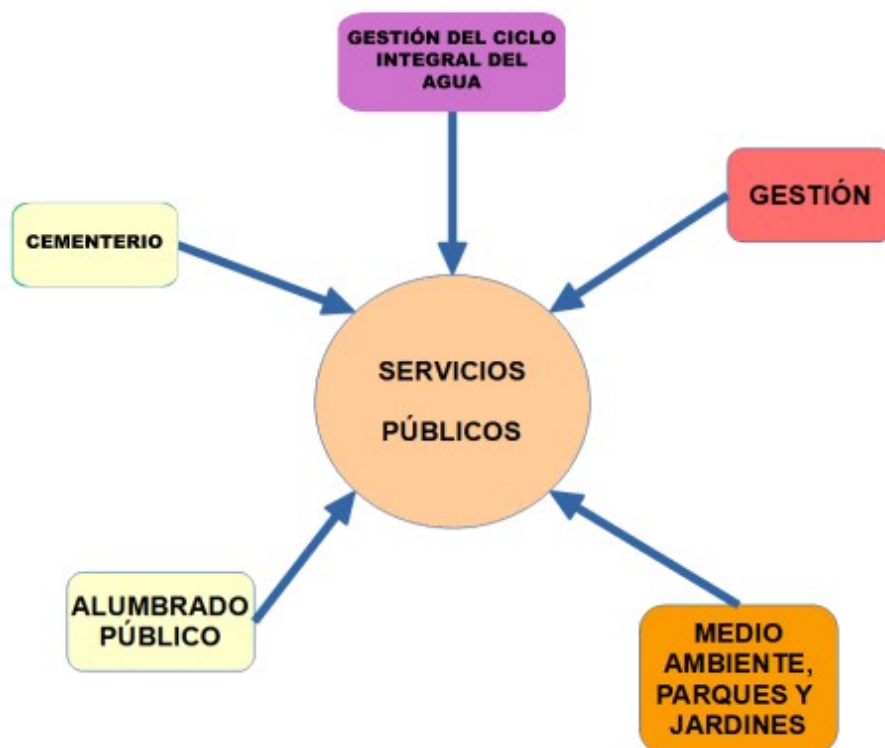 GESTIÓN DEL CICLO
INTEGRAL DEL
AGUA
GESTIÓN
CEMENTERIO
SERVICIOS
PÚBLICOS
ALUMBRADO
PÚBLICO
MEDIO
AMBIENTE,
PARQUES Y
JARDINES